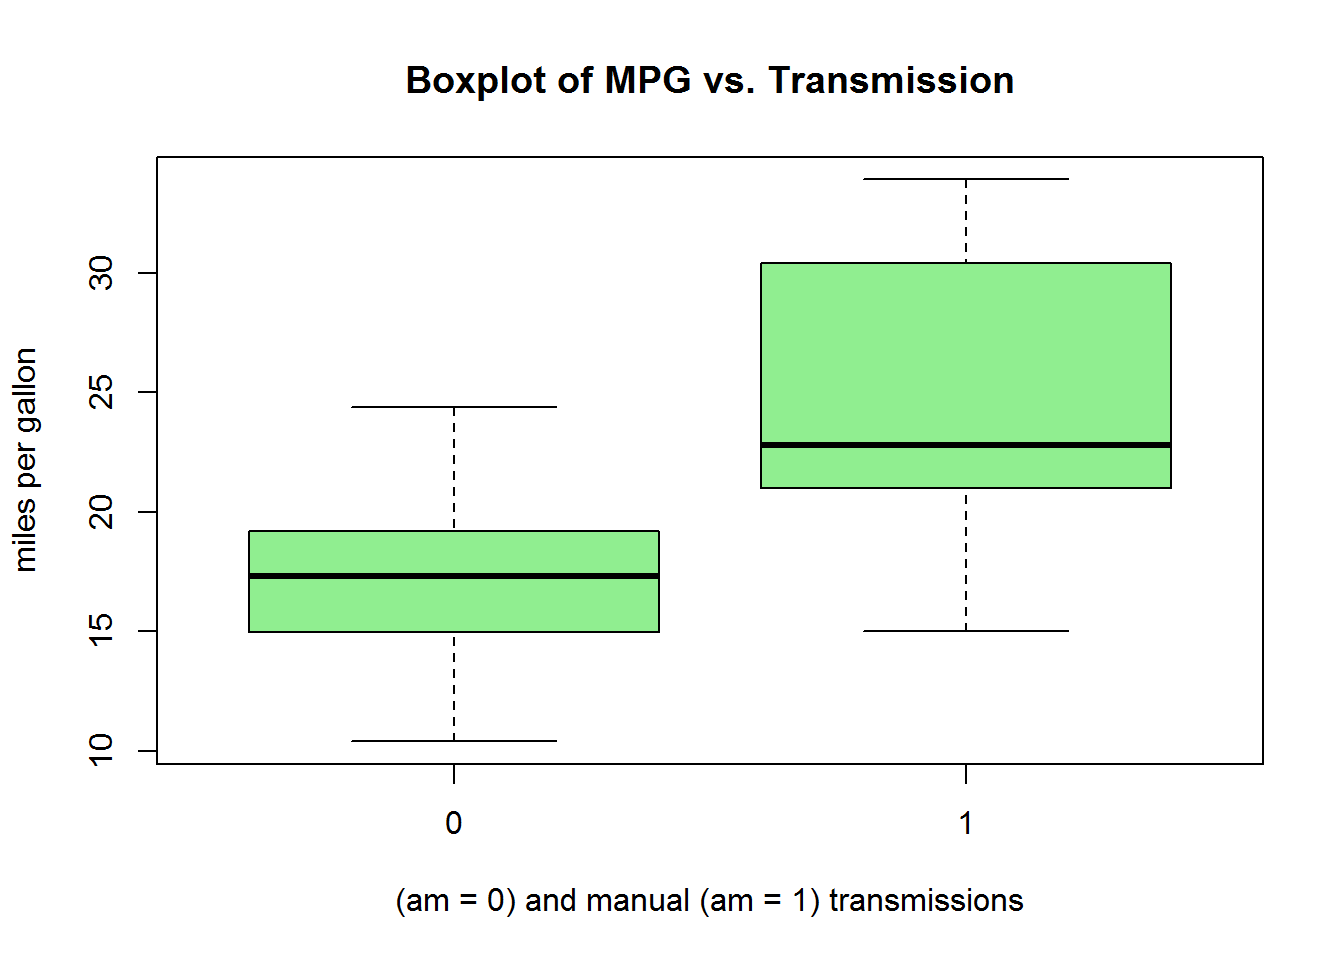 Boxplot of MPG vs. Transmission
miles per gallon
30
25
20
15
10
0
1
(am = 0) and manual (am = 1) transmissions